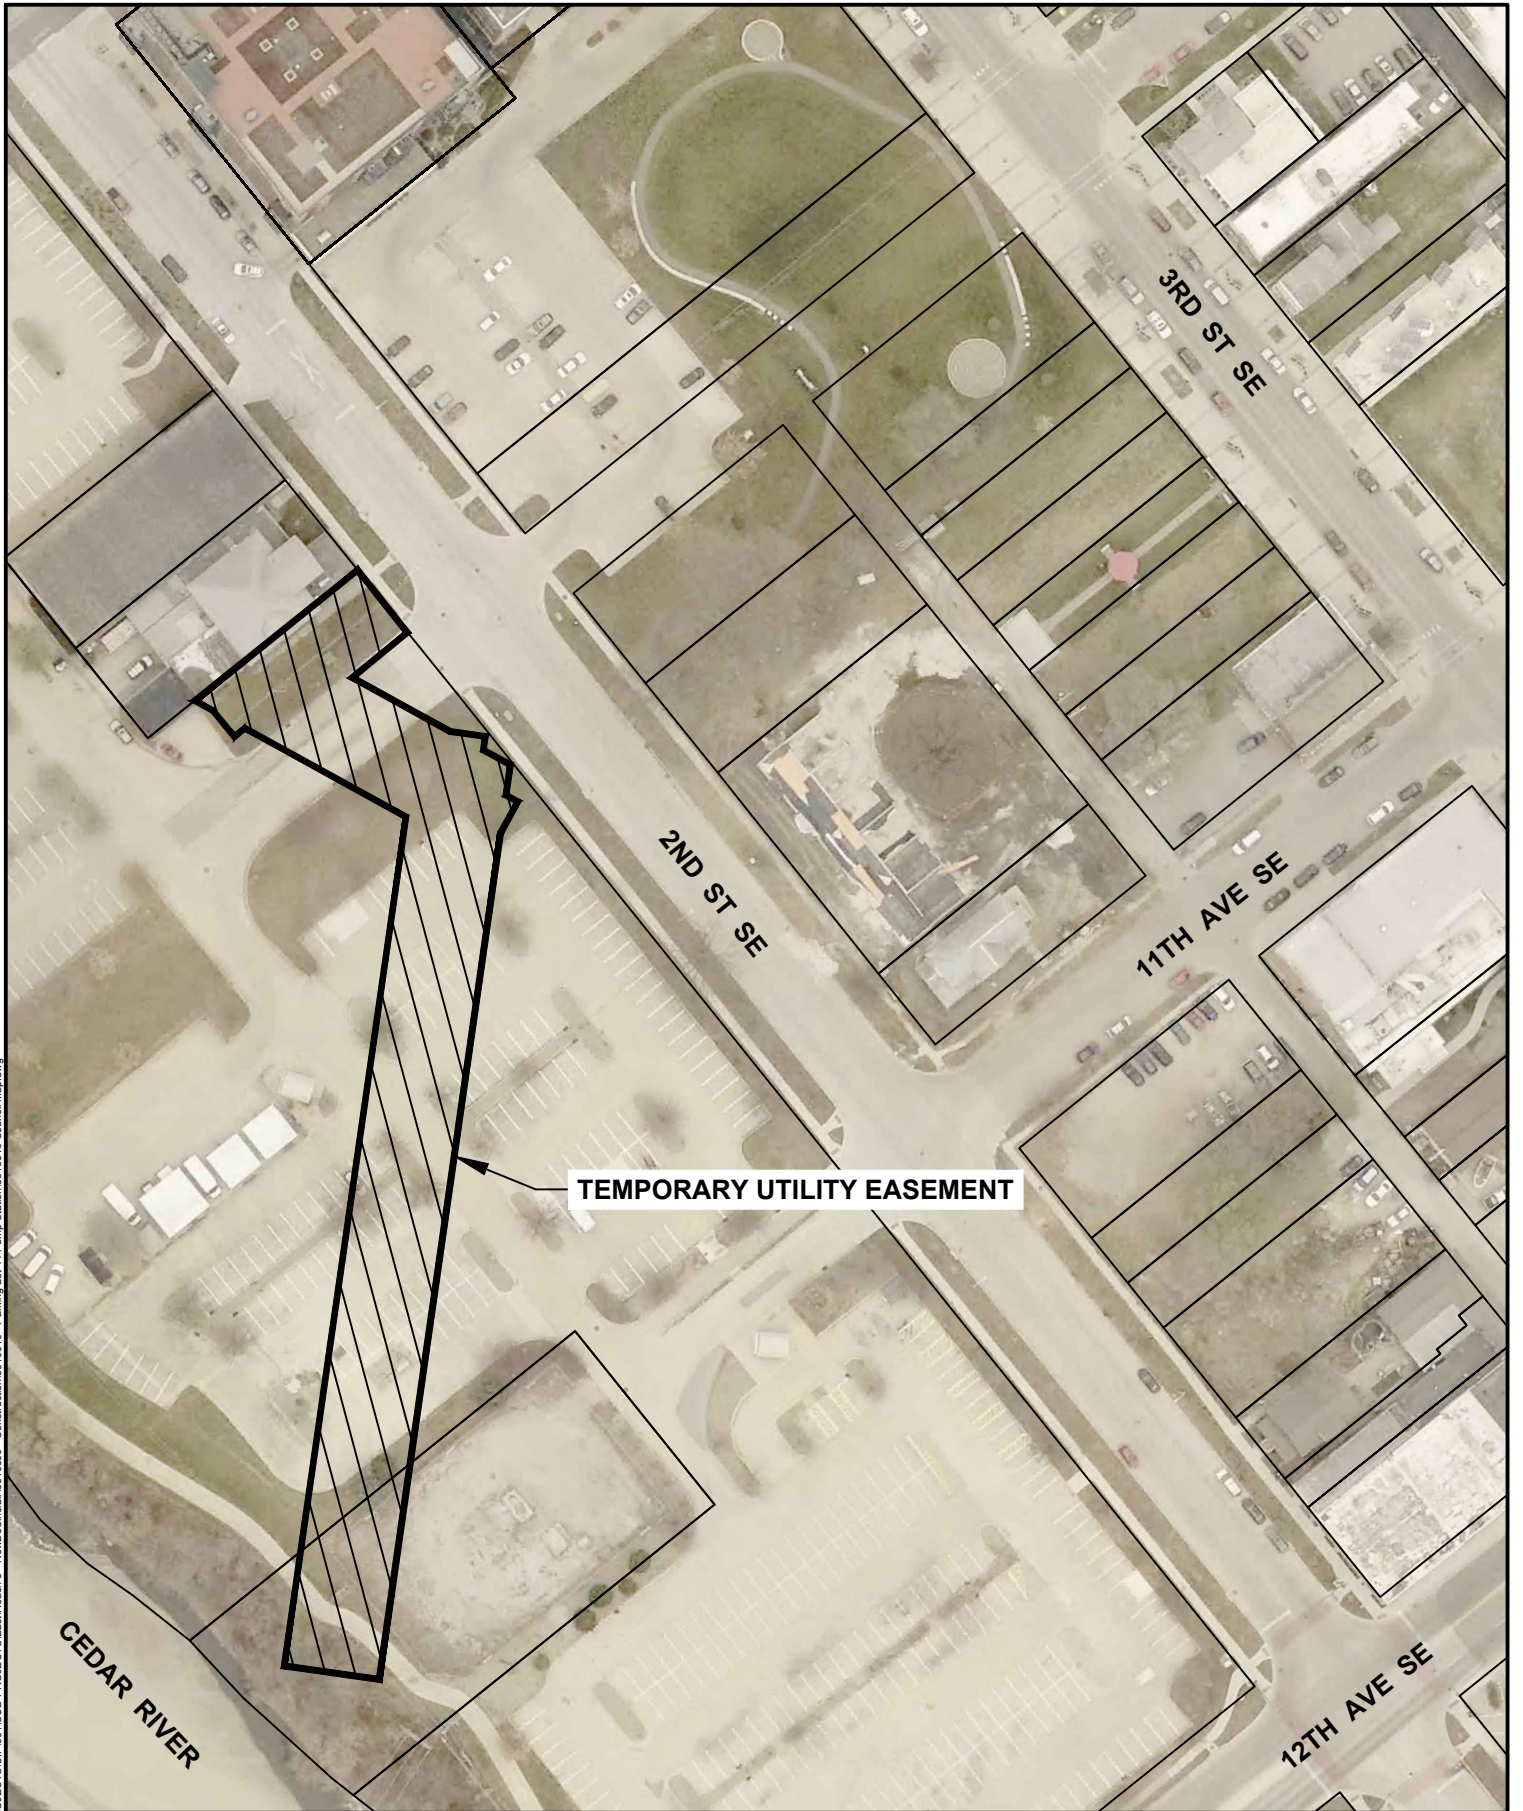 3RD ST SE
2ND ST SE
11TH AVE SE
TEMPORARY UTILITY EASEMENT
CEDAR RIVER
12TH AVE SE